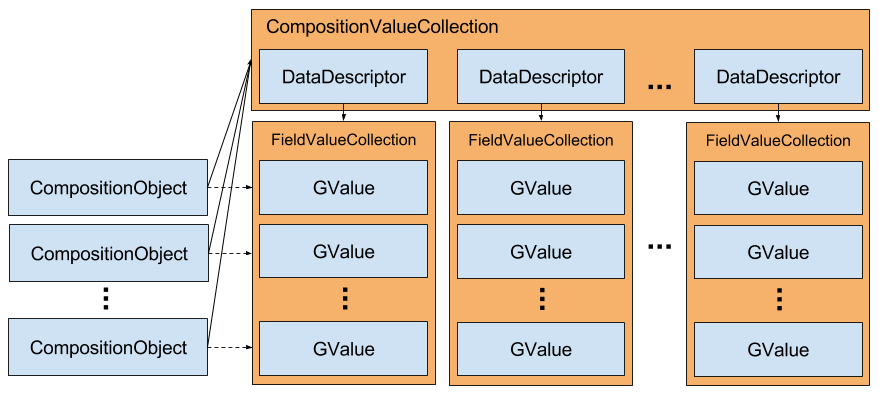 CompositionValueCollection
DataDescriptor
DataDescriptor
...
DataDescriptor
FieldValueCollection
FieldValueCollection
FieldValueCollection
CompositionObject
GValue
GValue
GValue
CompositionObject
GValue
GValue
...
GValue
...
...
...
...
CompositionObject
GValue
GValue
GValue